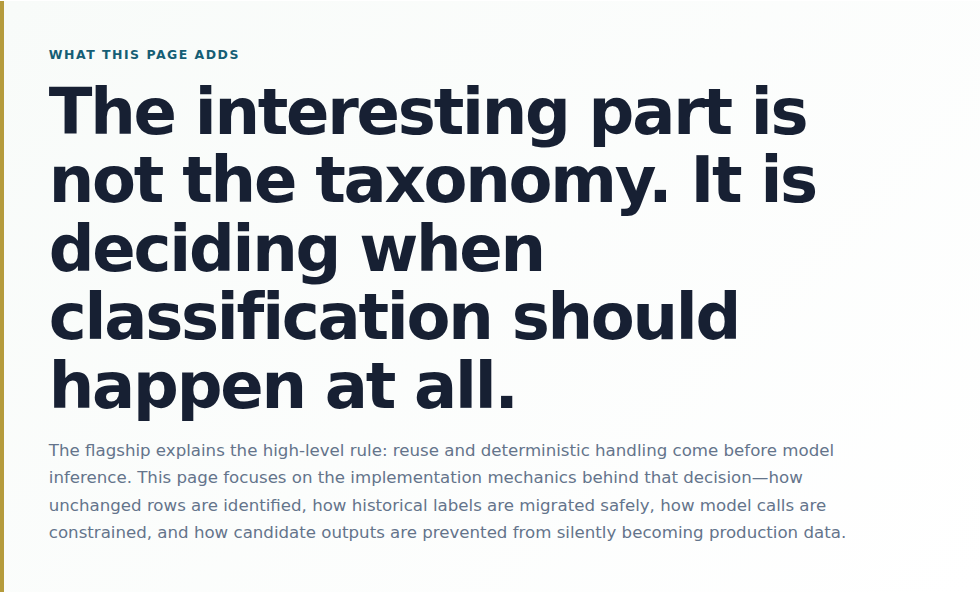 WHAT THIS PAGE ADDS
The interesting part is
not the taxonomy. It is
deciding when
classification should
happen at all.
The flagship explains the high-level rule: reuse and deterministic handling come before model
inference. This page focuses on the implementation mechanics behind that decision—how
unchanged rows are identified, how historical labels are migrated safely, how model calls are
constrained, and how candidate outputs are prevented from silently becoming production data.